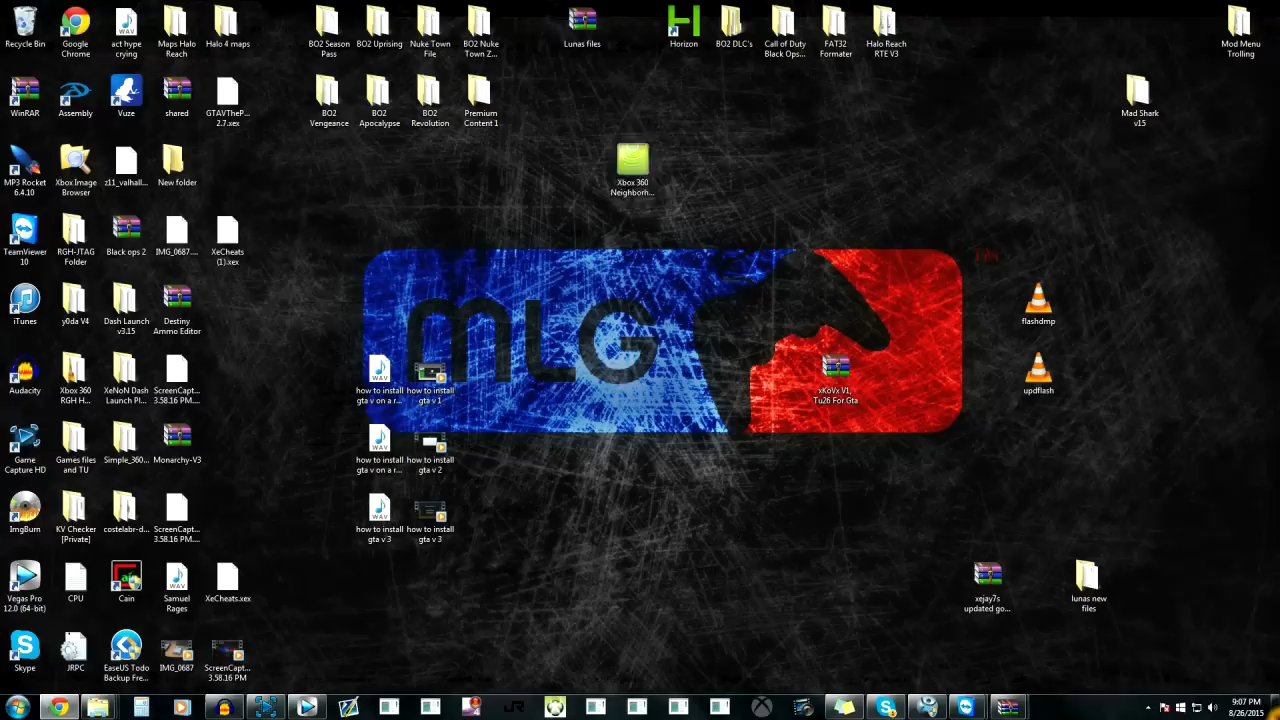 Recycle Bin
Google Chrome
act hype crying
Maps Halo Reach
Halo 4 maps
BO2 Season Pass
BO2 Uprising
Nuke Town File
BO2 Nuke Town Z...
Lunas files
Horizon
BO2 DLC's
Call of Duty Black Ops...
FAT32 Formater
Halo Reach RTE V3
Mod Menu Trolling
WinRAR
Assembly
Vuze
shared
GTAVTheP... 2.7.xex
BO2 Vengeance
BO2 Apocalypse
BO2 Revolution
Premium Content 1
Mad Shark v15
MP3 Rocket 6.4.10
Xbox Image Browser
z11_valhall...
New folder
Xbox 360 Neighborh...
TeamViewer 10
RGH-JTAG Folder
Black ops 2
IMG_0687....
XeCheats (1).xex
iTunes
y0da V4
Dash Launch v3.15
Destiny Ammo Editor
MLG
flashdmp
Audacity
Xbox 360 RGH H...
XeNoN Dash Launch Pl...
ScreenCapt... 3.58.16 PM....
how to install gta v on a r...
how to install gta v 1
xKoVx V1, Tu26 For Gta
updflash
Game Capture HD
Games files and TU
Simple_360...
Monarchy-V3
how to install gta v on a r...
how to install gta v 2
ImgBurn
KV Checker [Private]
costelabr-d...
ScreenCapt... 3.58.16 PM....
how to install gta v 3
how to install gta v 3
Vegas Pro 12.0 (64-bit)
CPU
Cain
Samuel Rages
XeCheats.xex
xejay7s updated go...
lunas new files
Skype
JRPC
EaseUS Todo Backup Fre...
IMG_0687
ScreenCapt... 3.58.16 PM
JR
9:07 PM
8/26/2015